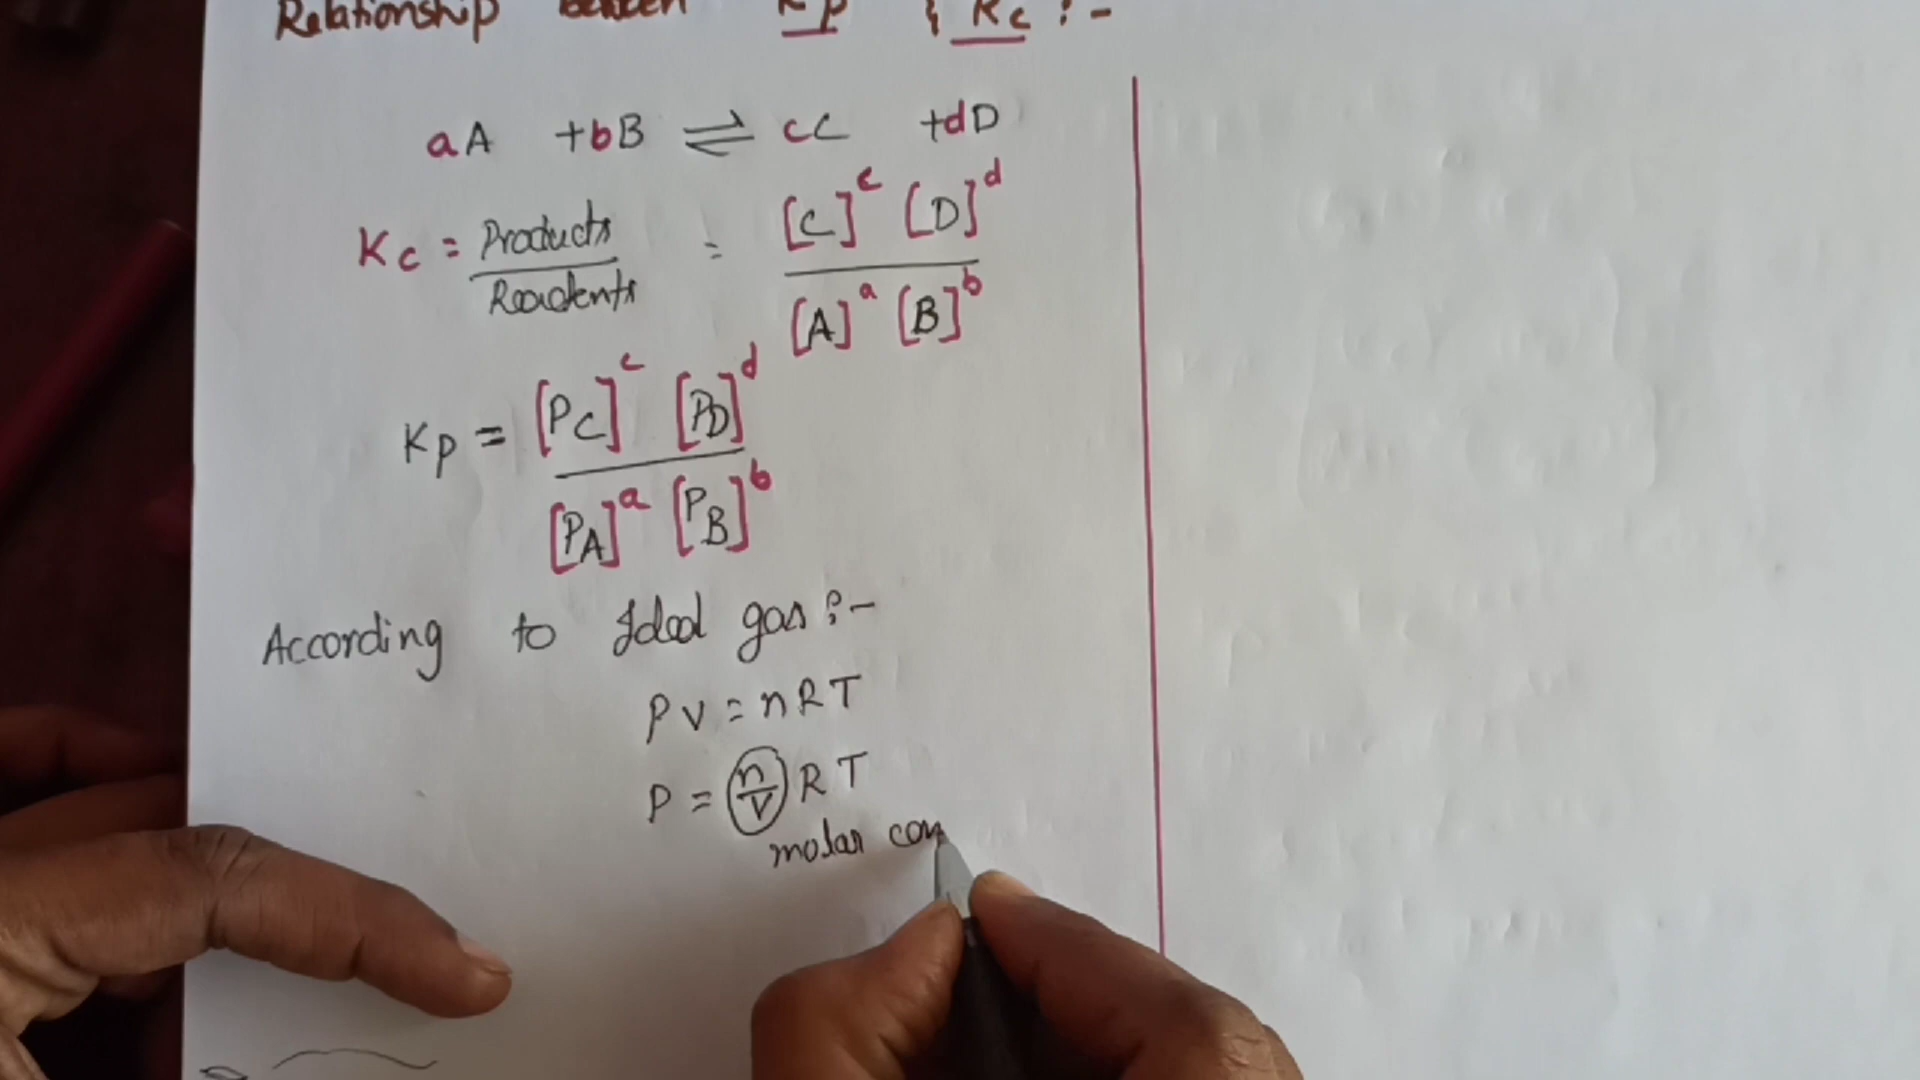 Relationship between Kp & Kc :-
aA + bB ⇌ cC + dD
Kc = Products / Reactents = [C]^c [D]^d / [A]^a [B]^b
Kp = [PC]^c [PD]^d / [PA]^a [PB]^b
According to Ideal gas :-
PV = nRT
P = (n/V) RT
molar con